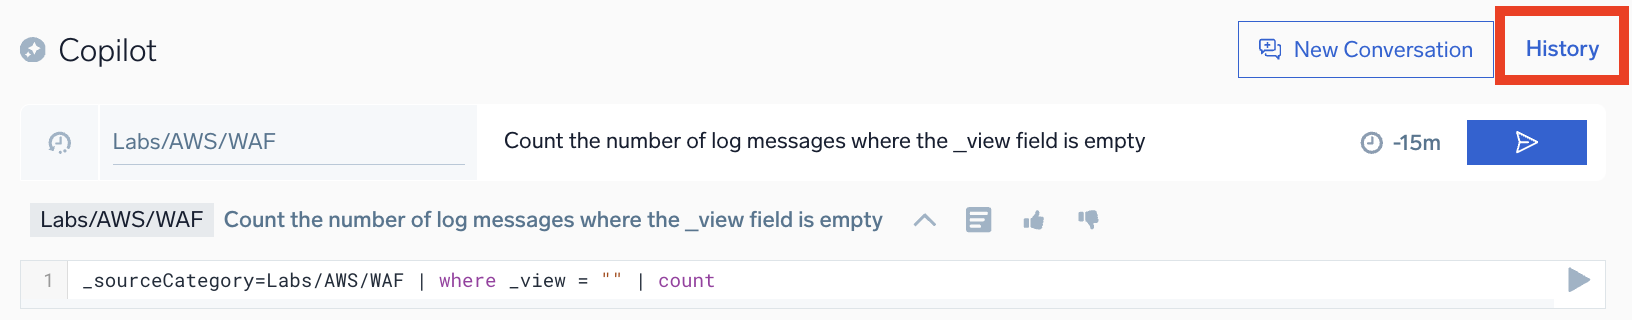 Copilot
New Conversation
History
Labs/AWS/WAF
Count the number of log messages where the _view field is empty
-15m
Labs/AWS/WAF Count the number of log messages where the _view field is empty
1 _sourceCategory=Labs/AWS/WAF | where _view = "" | count